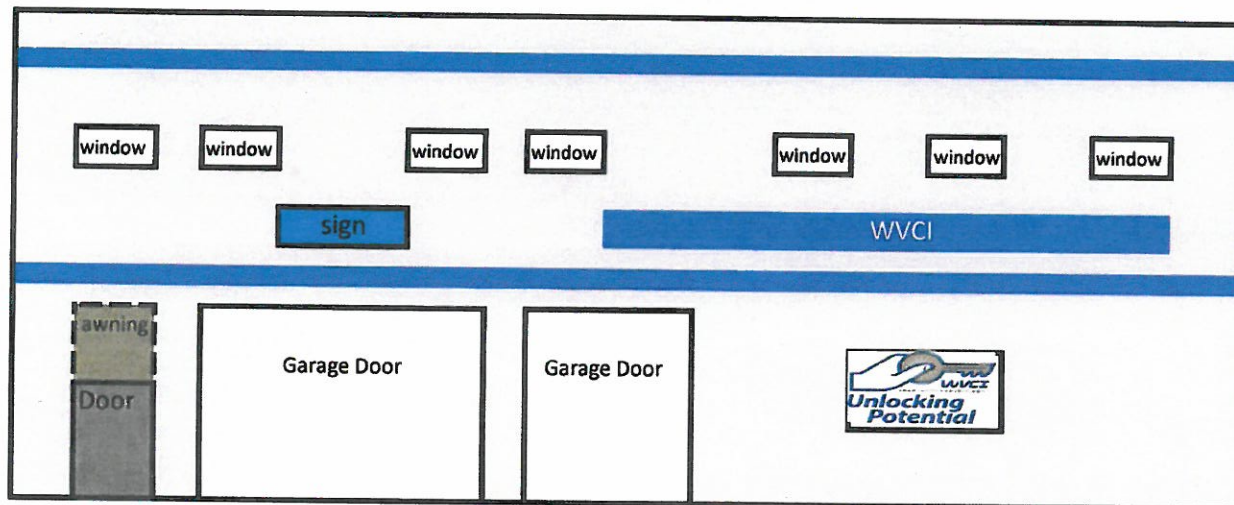 window
window
window
window
window
window
window
sign
WVCI
awning
Garage Door
Garage Door
Door
WVCI
Unlocking
Potential